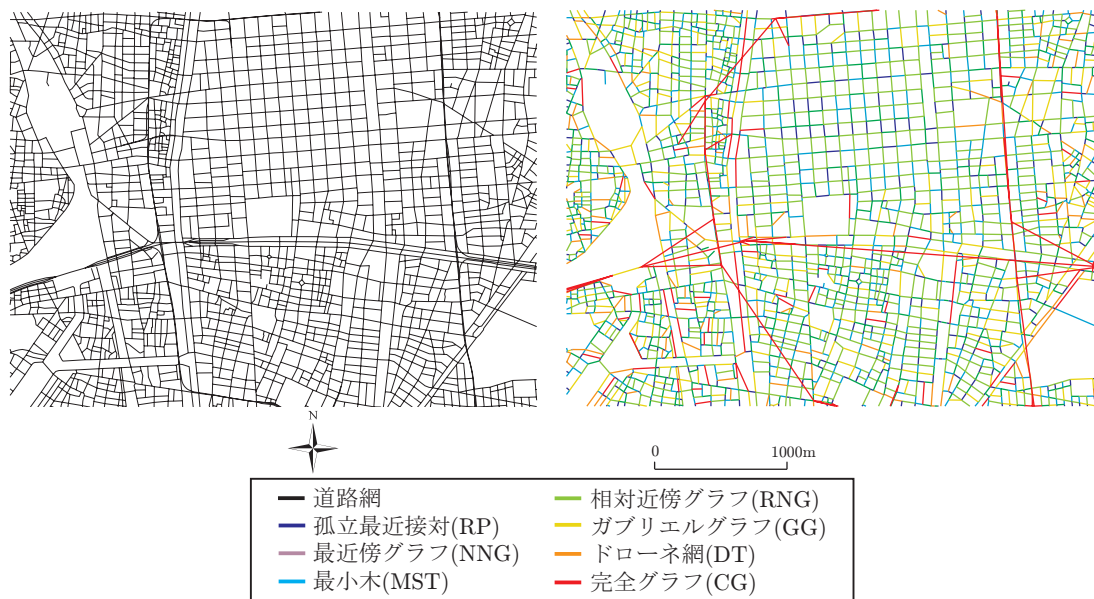 N
0 1000m
道路網
孤立最近接対(RP)
最近傍グラフ(NNG)
最小木(MST)
相対近傍グラフ(RNG)
ガブリエルグラフ(GG)
ドローネ網(DT)
完全グラフ(CG)